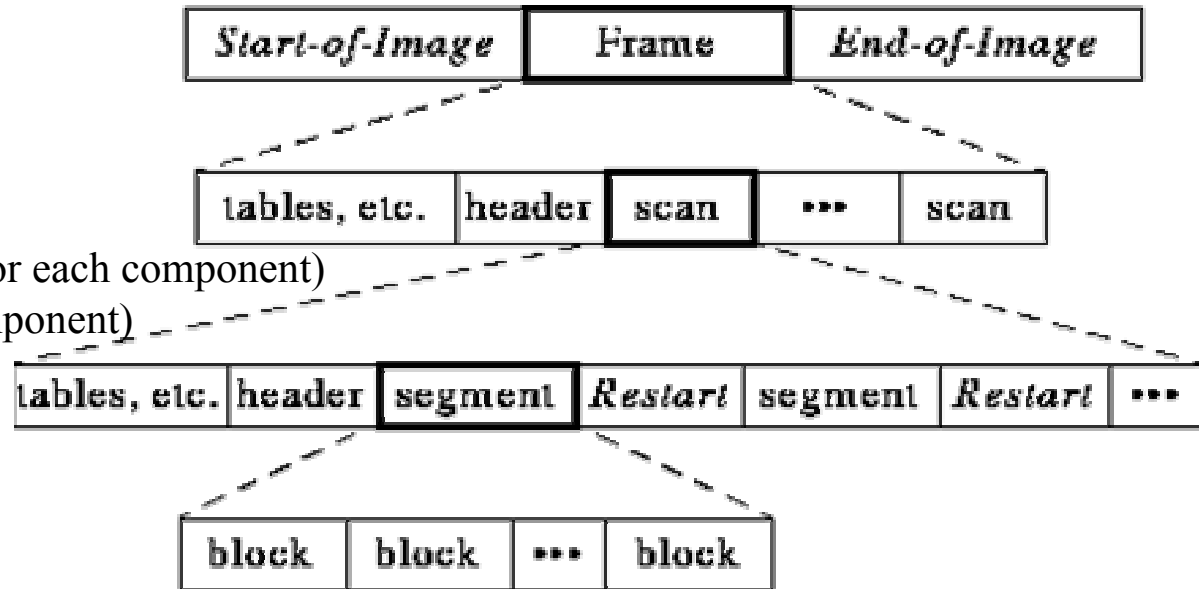 Start-of-Image Frame End-of-Image
tables, etc. header scan ••• scan
or each component)
ponent)
tables, etc. header segment Restart segment Restart •••
block block ••• block